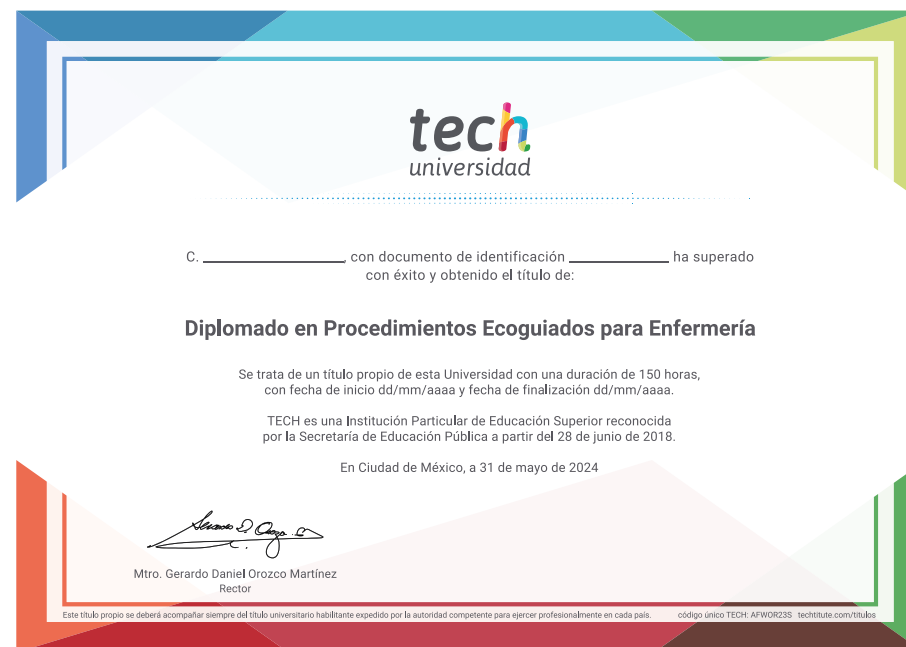 tech
universidad
C. ____________________, con documento de identificación ______________ ha superado
con éxito y obtenido el título de:
Diplomado en Procedimientos Ecoguiados para Enfermería
Se trata de un título propio de esta Universidad con una duración de 150 horas,
con fecha de inicio dd/mm/aaaa y fecha de finalización dd/mm/aaaa.
TECH es una Institución Particular de Educación Superior reconocida
por la Secretaría de Educación Pública a partir del 28 de junio de 2018.
En Ciudad de México, a 31 de mayo de 2024
Mtro. Gerardo Daniel Orozco Martínez
Rector
Este título propio se deberá acompañar siempre del título universitario habilitante expedido por la autoridad competente para ejercer profesionalmente en cada país. código único TECH: AFWOR23S techtitute.com/titulos